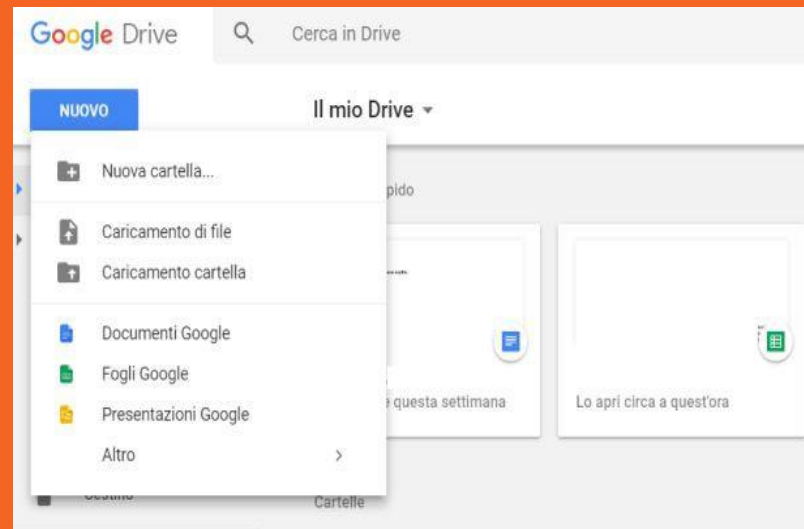 Google Drive
Cerca in Drive
NUOVO
Il mio Drive
Nuova cartella...
pido
Caricamento di file
Caricamento cartella
Documenti Google
Fogli Google
Presentazioni Google
Altro
questa settimana
Lo apri circa a quest'ora
Cartelle